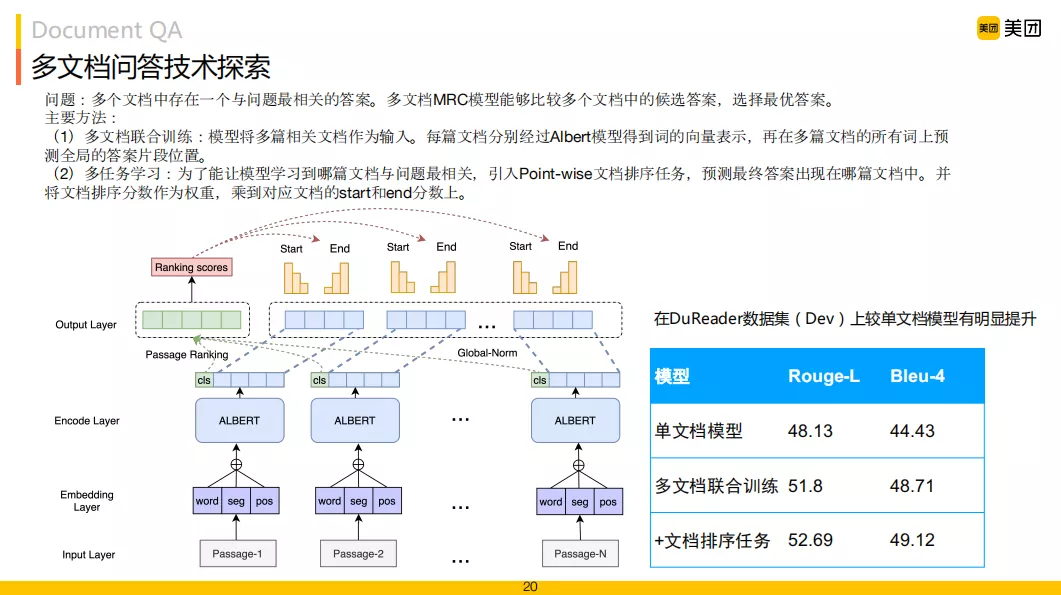 Document QA
美团 美团
多文档问答技术探索
问题：多个文档中存在一个与问题最相关的答案。多文档MRC模型能够比较多个文档中的候选答案，选择最优答案。
主要方法：
（1）多文档联合训练：模型将多篇相关文档作为输入。每篇文档分别经过Albert模型得到词的向量表示，再在多篇文档的所有词上预
测全局的答案片段位置。
（2）多任务学习：为了能让模型学习到哪篇文档与问题最相关，引入Point-wise文档排序任务，预测最终答案出现在哪篇文档中。并
将文档排序分数作为权重，乘到对应文档的start和end分数上。
Start End Start End Start End
Ranking scores
Output Layer ...
Passage Ranking Global-Norm
cls cls cls
Encode Layer ALBERT ALBERT ... ALBERT
Embedding
Layer
word seg pos word seg pos ... word seg pos
Input Layer Passage-1 Passage-2 ... Passage-N
在DuReader数据集（Dev）上较单文档模型有明显提升
模型 Rouge-L Bleu-4
单文档模型 48.13 44.43
多文档联合训练 51.8 48.71
+文档排序任务 52.69 49.12
20